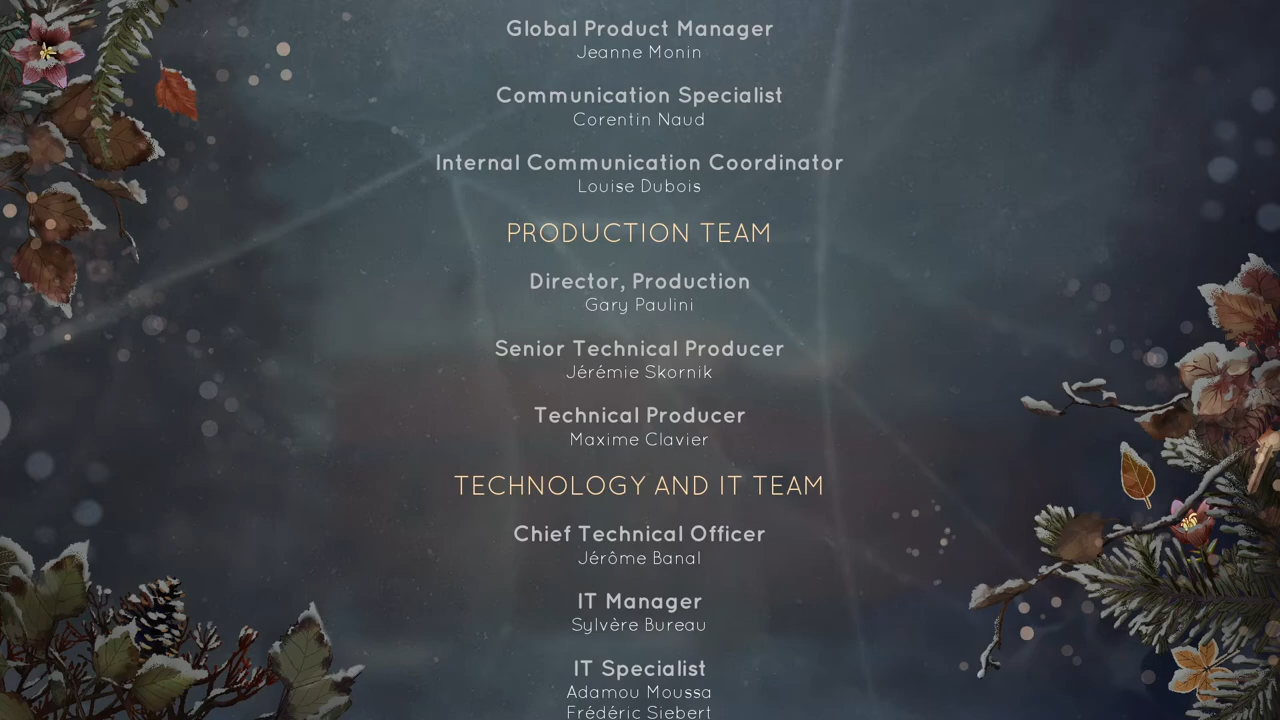 Global Product Manager
Jeanne Monin
Communication Specialist
Corentin Naud
Internal Communication Coordinator
Louise Dubois
PRODUCTION TEAM
Director, Production
Gary Paulini
Senior Technical Producer
Jérémie Skornik
Technical Producer
Maxime Clavier
TECHNOLOGY AND IT TEAM
Chief Technical Officer
Jérôme Banal
IT Manager
Sylvère Bureau
IT Specialist
Adamou Moussa
Frédéric Siebert